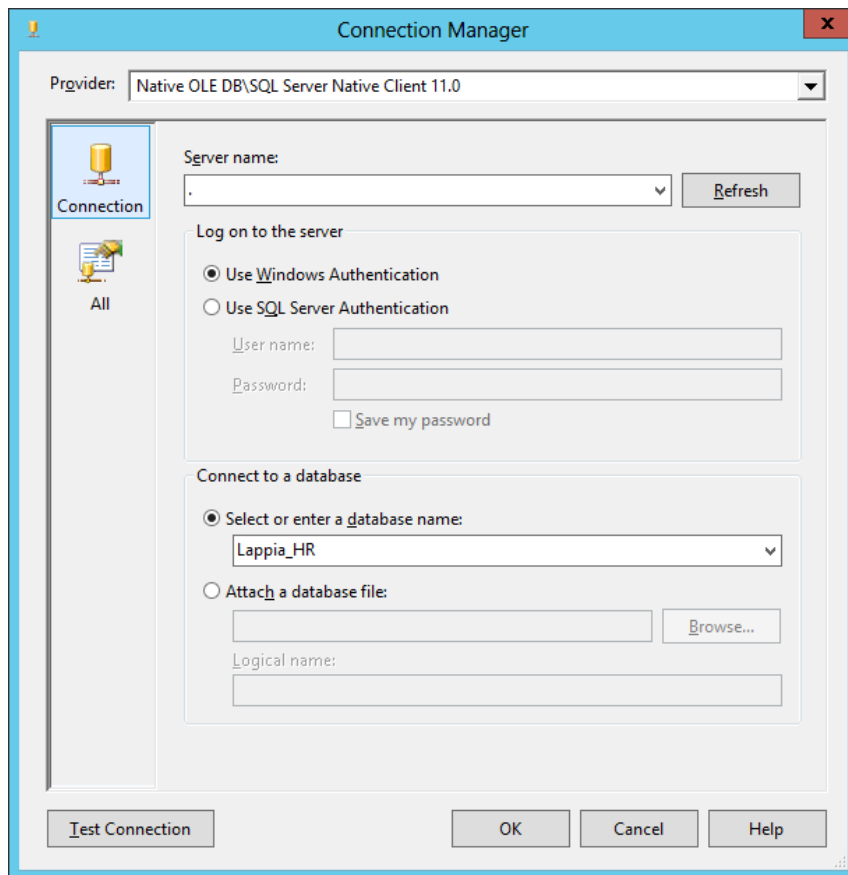 Connection Manager
x
Provider: Native OLE DB\SQL Server Native Client 11.0
Connection
All
Server name:
.
Refresh
Log on to the server
Use Windows Authentication
Use SQL Server Authentication
User name:
Password:
Save my password
Connect to a database
Select or enter a database name:
Lappia_HR
Attach a database file:
Browse...
Logical name:
Test Connection
OK
Cancel
Help